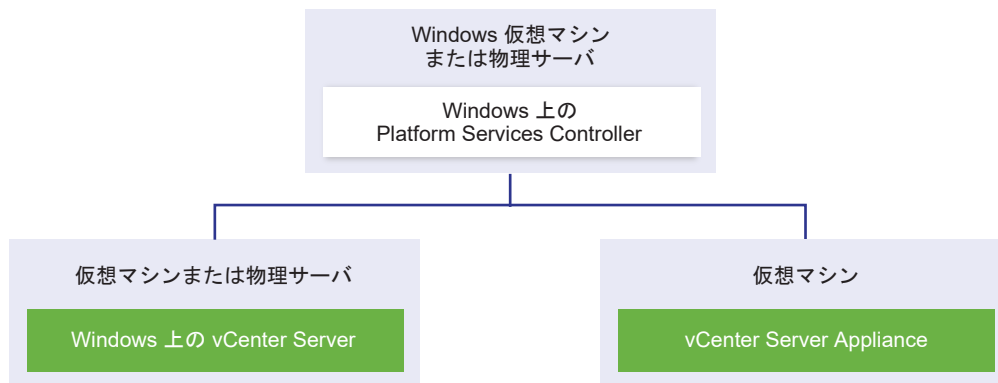 Windows 仮想マシン
または物理サーバ
Windows 上の
Platform Services Controller
仮想マシンまたは物理サーバ
Windows 上の vCenter Server
仮想マシン
vCenter Server Appliance